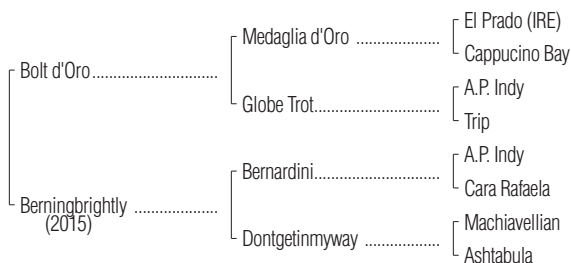 El Prado (IRE)
Medaglia d'Oro ....................
Cappucino Bay
Bolt d'Oro..............................
A.P. Indy
Globe Trot..............................
Trip
A.P. Indy
Bernardini..............................
Cara Rafaela
Berningbrightly ....................
(2015)
Machiavellian
Dontgetinmyway ..................
Ashtabula